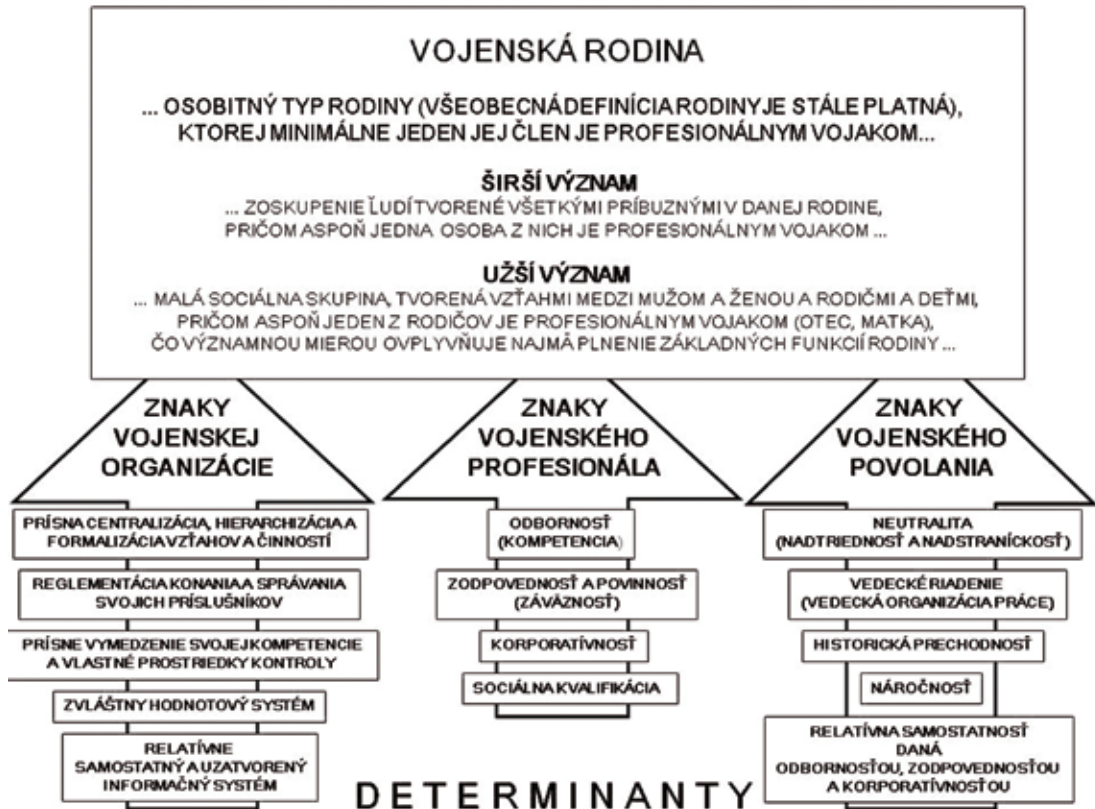 VOJENSKÁ RODINA
... OSOBITNÝ TYP RODINY (VŠEOBECNÁ DEFINÍCIA RODINY JE STÁLE PLATNÁ),
KTOREJ MINIMÁLNE JEDEN JEJ ČLEN JE PROFESIONÁLNYM VOJAKOM...
ŠIRŠÍ VÝZNAM
... ZOSKUPENIE ĽUDÍ TVORENÉ VŠETKÝMI PRÍBUZNÝMI V DANEJ RODINE,
PRIČOM ASPOŇ JEDNA OSOBA Z NICH JE PROFESIONÁLNYM VOJAKOM ...
UŽŠÍ VÝZNAM
... MALÁ SOCIÁLNA SKUPINA, TVORENÁ VZŤAHMI MEDZI MUŽOM A ŽENOU A RODIČMI A DEŤMI,
PRIČOM ASPOŇ JEDEN Z RODIČOV JE PROFESIONÁLNYM VOJAKOM (OTEC, MATKA),
ČO VÝZNAMNOU MIEROU OVPLYVŇUJE NAJMÄ PLNENIE ZÁKLADNÝCH FUNKCIÍ RODINY ...
ZNAKY
VOJENSKEJ
ORGANIZÁCIE
PRÍSNA CENTRALIZÁCIA, HIERARCHIZÁCIA A
FORMALIZÁCIA VZŤAHOV A ČINNOSTÍ
REGLEMENTÁCIA KONANIA A SPRÁVANIA
SVOJICH PRÍSLUŠNÍKOV
PRÍSNE VYMEDZENIE SVOJEJ KOMPETENCIE
A VLASTNÉ PROSTRIEDKY KONTROLY
ZVLÁŠTNY HODNOTOVÝ SYSTÉM
RELATÍVNE
SAMOSTATNÝ A UZATVORENÝ
INFORMAČNÝ SYSTÉM
ZNAKY
VOJENSKÉHO
PROFESIONÁLA
ODBORNOSŤ
(KOMPETENCIA)
ZODPOVEDNOSŤ A POVINNOSŤ
(ZÁVÄZNOSŤ)
KORPORATÍVNOSŤ
SOCIÁLNA KVALIFIKÁCIA
ZNAKY
VOJENSKÉHO
POVOLANIA
NEUTRALITA
(NADTRIEDNOSŤ A NADSTRANÍCKOSŤ)
VEDECKÉ RIADENIE
(VEDECKÁ ORGANIZÁCIA PRÁCE)
HISTORICKÁ PRECHODNOSŤ
NÁROČNOSŤ
RELATÍVNA SAMOSTATNOSŤ
DANÁ
ODBORNOSŤOU, ZODPOVEDNOSŤOU
A KORPORATÍVNOSŤOU
DETERMINANTY